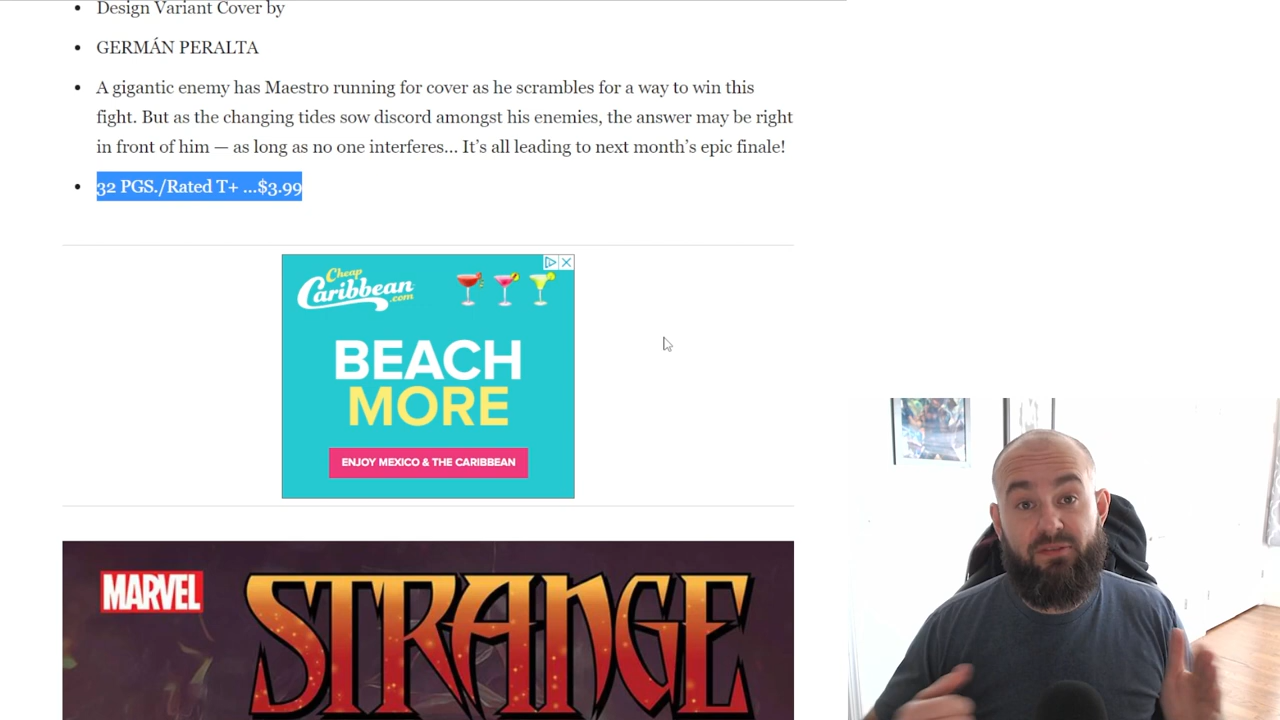 Design Variant Cover by
GERMÁN PERALTA
A gigantic enemy has Maestro running for cover as he scrambles for a way to win this
fight. But as the changing tides sow discord amongst his enemies, the answer may be right
in front of him — as long as no one interferes… It’s all leading to next month’s epic finale!
32 PGS./Rated T+ …$3.99
Cheap
Caribbean
.com
BEACH
MORE
ENJOY MEXICO & THE CARIBBEAN
MARVEL
STRANGE